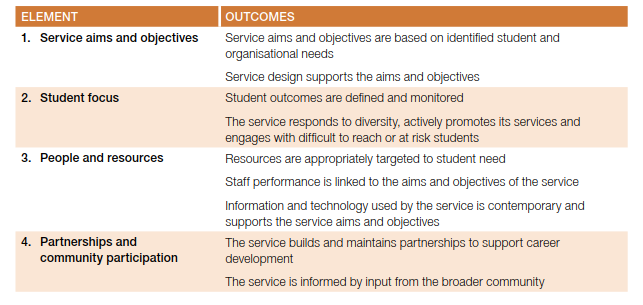 ELEMENT OUTCOMES
1. Service aims and objectives Service aims and objectives are based on identified student and
organisational needs
Service design supports the aims and objectives
2. Student focus Student outcomes are defined and monitored
The service responds to diversity, actively promotes its services and
engages with difficult to reach or at risk students
3. People and resources Resources are appropriately targeted to student need
Staff performance is linked to the aims and objectives of the service
Information and technology used by the service is contemporary and
supports the service aims and objectives
4. Partnerships and The service builds and maintains partnerships to support career
community participation development
The service is informed by input from the broader community